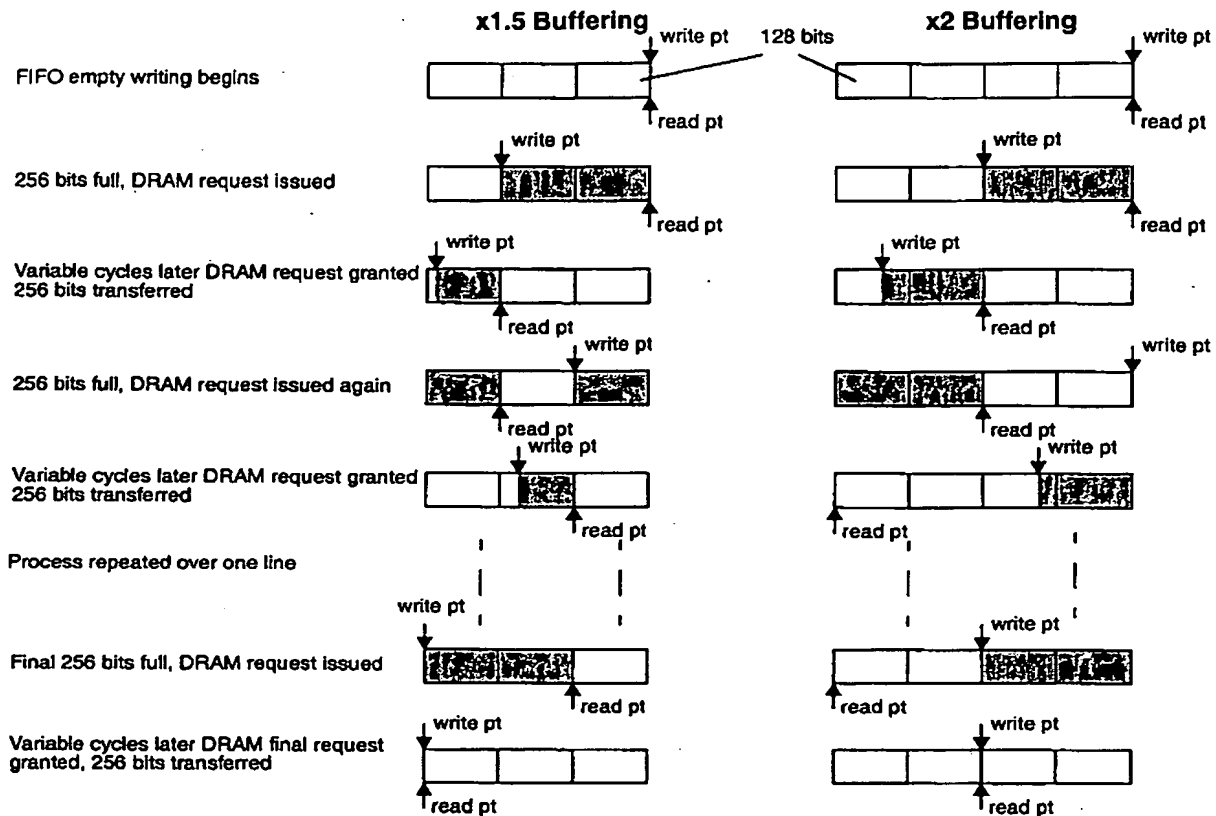 x1.5 Buffering
x2 Buffering
write pt
128 bits
write pt
FIFO empty writing begins
read pt
read pt
write pt
write pt
256 bits full, DRAM request issued
read pt
read pt
write pt
write pt
Variable cycles later DRAM request granted
256 bits transferred
read pt
read pt
write pt
write pt
256 bits full, DRAM request issued again
read pt
read pt
write pt
write pt
Variable cycles later DRAM request granted
256 bits transferred
read pt
read pt
Process repeated over one line
write pt
write pt
Final 256 bits full, DRAM request issued
read pt
read pt
write pt
write pt
Variable cycles later DRAM final request
granted, 256 bits transferred
read pt
read pt